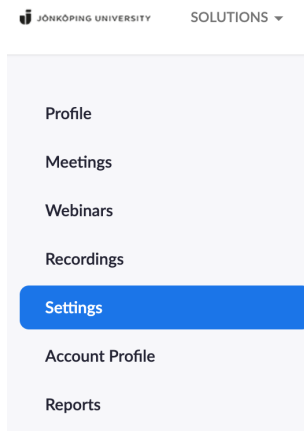 JÖNKÖPING UNIVERSITY SOLUTIONS
Profile
Meetings
Webinars
Recordings
Settings
Account Profile
Reports